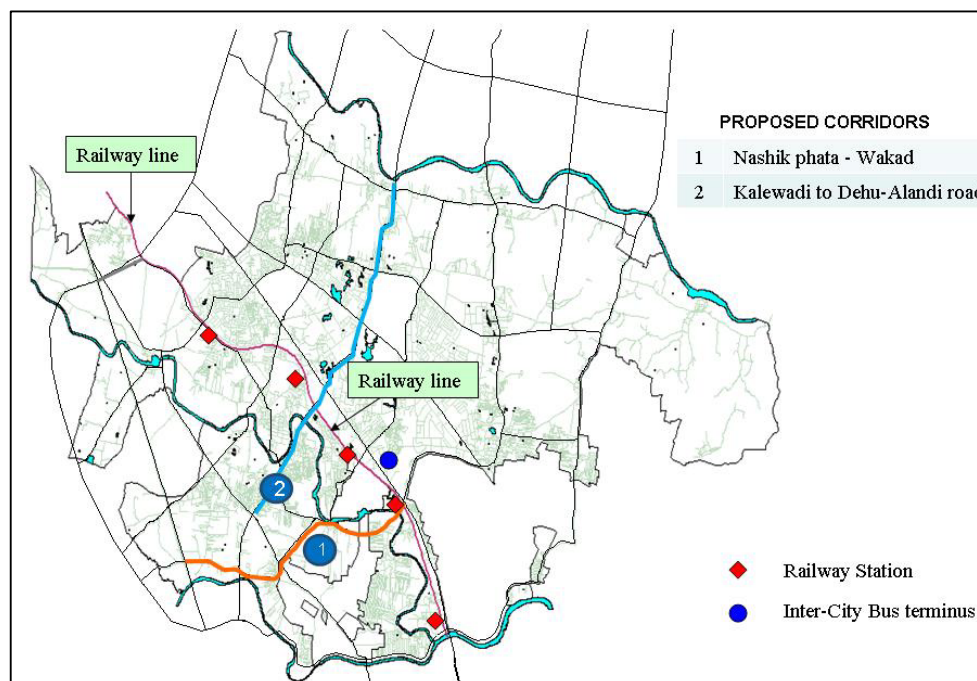 Railway line
PROPOSED CORRIDORS
1 Nashik phata - Wakad
2 Kalewadi to Dehu-Alandi road
Railway line
2
1
Railway Station
Inter-City Bus terminus